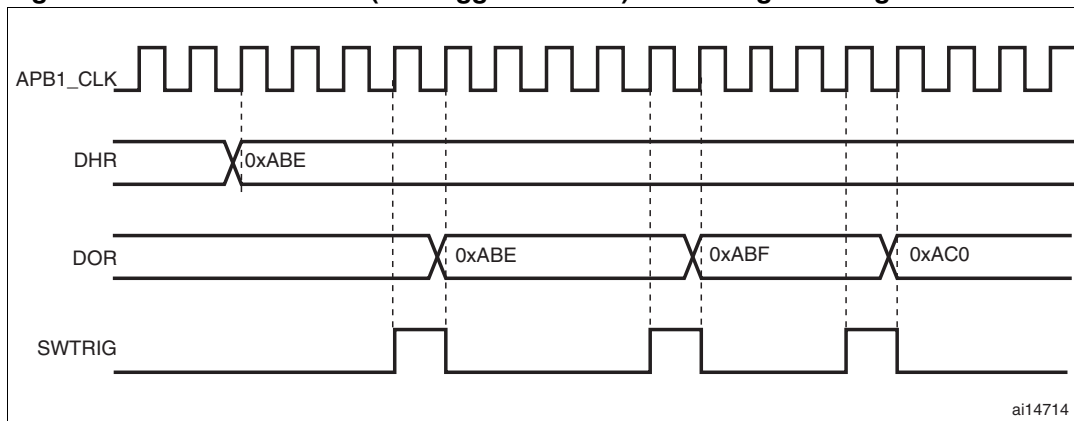 APB1_CLK
DHR
0xABE
DOR
0xABE
0xABF
0xAC0
SWTRIG
ai14714